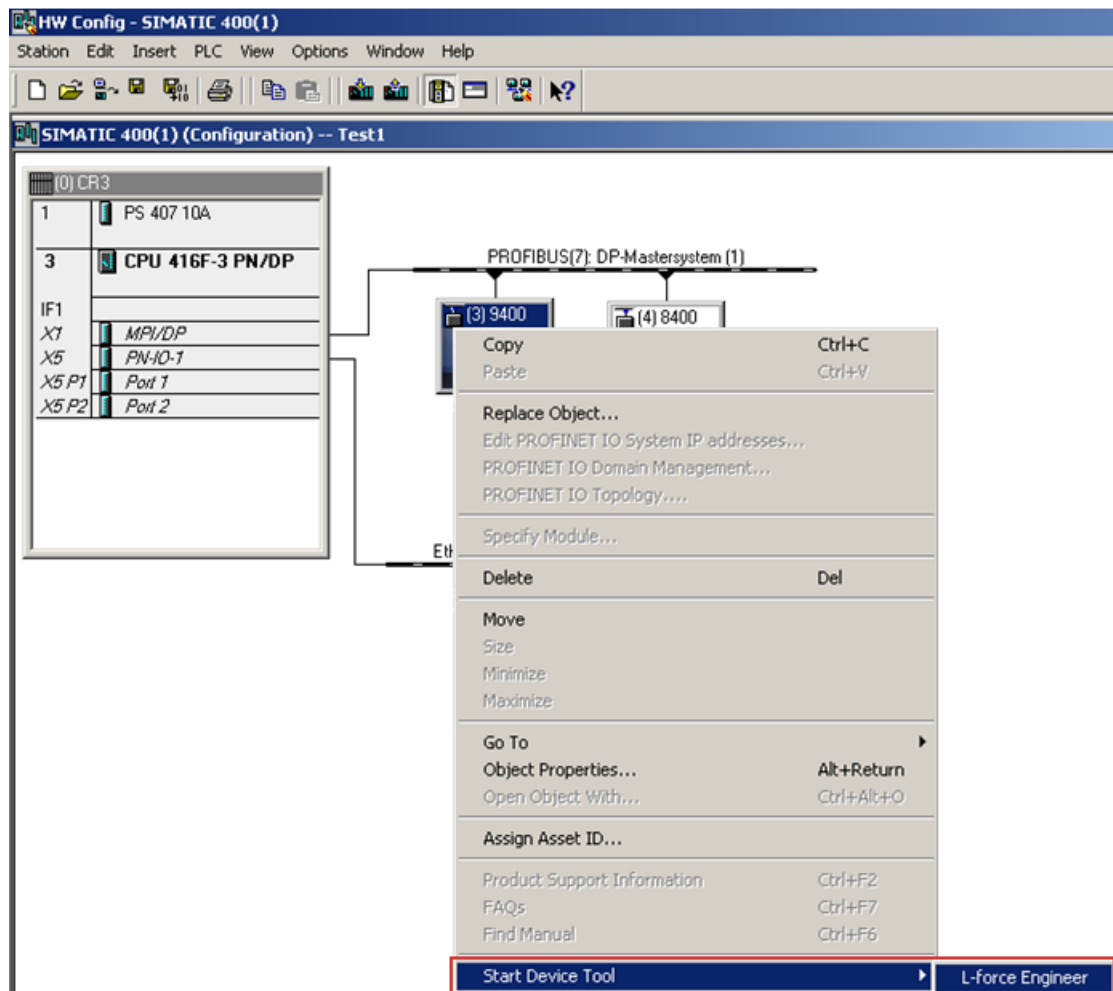 HW Config - SIMATIC 400(1)
Station Edit Insert PLC View Options Window Help
SIMATIC 400(1) (Configuration) -- Test1
(0) CR3
1 PS 407 10A
3 CPU 416F-3 PN/DP
IF1
X1 MPI/DP
X5 PN-IO-1
X5 P1 Port 1
X5 P2 Port 2
PROFIBUS(7): DP-Mastersystem (1)
(3) 9400
(4) 8400
Copy Ctrl+C
Paste Ctrl+V
Replace Object...
Edit PROFINET IO System IP addresses...
PROFINET IO Domain Management...
PROFINET IO Topology....
Specify Module...
Delete Del
Move
Size
Minimize
Maximize
Go To
Object Properties... Alt+Return
Open Object With... Ctrl+Alt+O
Assign Asset ID...
Product Support Information Ctrl+F2
FAQs Ctrl+F7
Find Manual Ctrl+F6
Start Device Tool
L-force Engineer